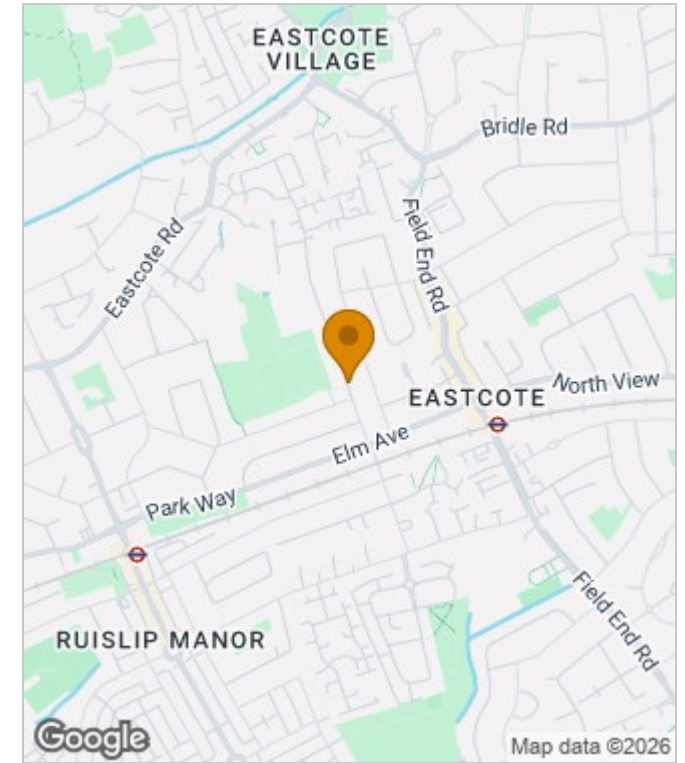 EASTCOTE
VILLAGE
Bridle Rd
Field End Rd
Eastcote Rd
EASTCOTE
North View
Elm Ave
Park Way
RUISLIP MANOR
Field End Rd
Google
Map data ©2026